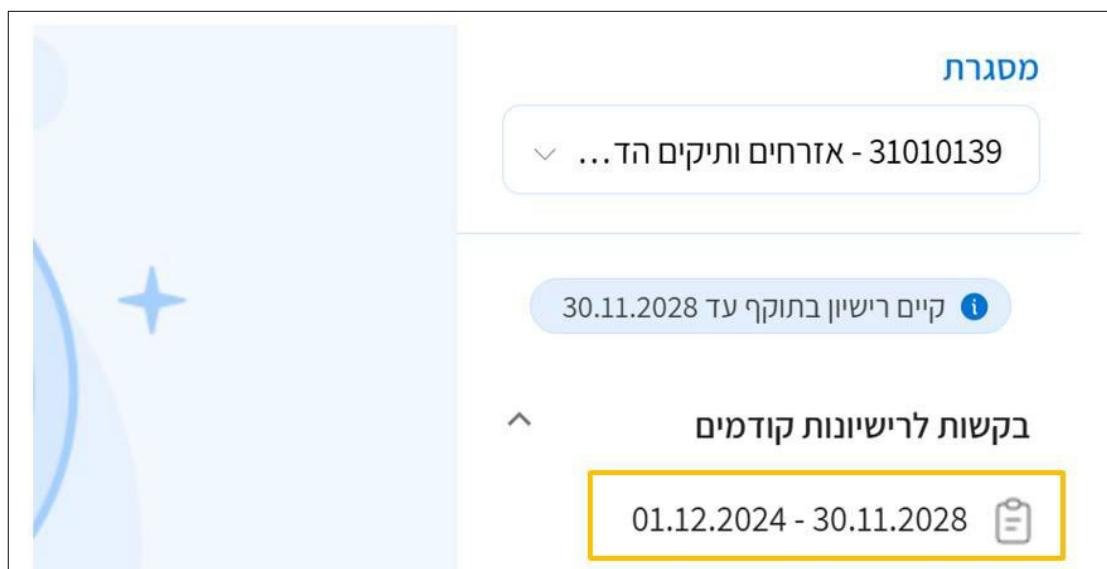 מסגרת
31010139 - אזרחים ותיקים הד...
קיים רישיון בתוקף עד 30.11.2028
בקשות לרישיונות קודמים
01.12.2024 - 30.11.2028